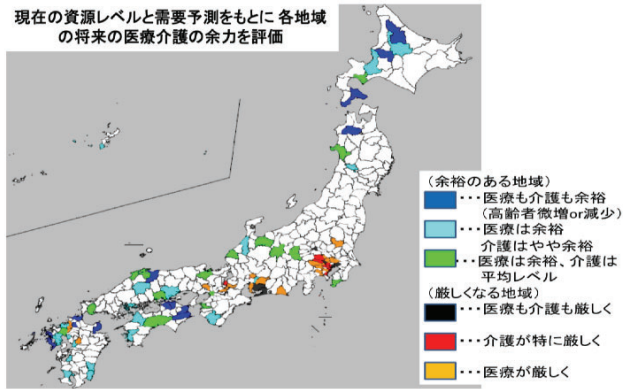 現在の資源レベルと需要予測をもとに 各地域
の将来の医療介護の余力を評価
（余裕のある地域）
･･･医療も介護も余裕
（高齢者微増or減少）
･･･医療は余裕
介護はやや余裕
･･･医療は余裕、介護は
平均レベル
（厳しくなる地域）
･･･医療も介護も厳しく
･･･介護が特に厳しく
･･･医療が厳しく